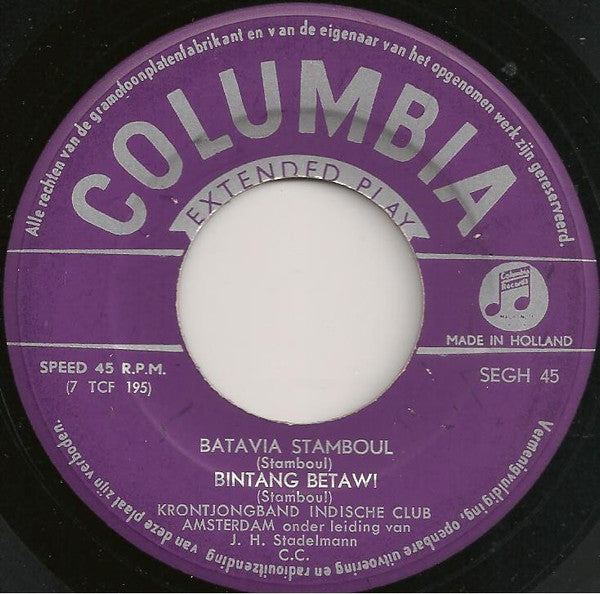 Alle rechten van de gramofoonplatenfabrikant en van de eigenaar van het opgenomen werk zijn gereserveerd.
COLUMBIA
EXTENDED PLAY
Columbia
Records
MADE IN HOLLAND
SPEED 45 R.P.M.
(7 TCF 195)
SEGH 45
BATAVIA STAMBOUL
(Stamboul)
BINTANG BETAWI
(Stamboul)
KRONTJONGBAND INDISCHE CLUB
AMSTERDAM onder leiding van
J. H. Stadelmann
C.C.
Vermenigvuldiging, openbare uitvoering en radiouitzending van deze plaat zijn verboden.